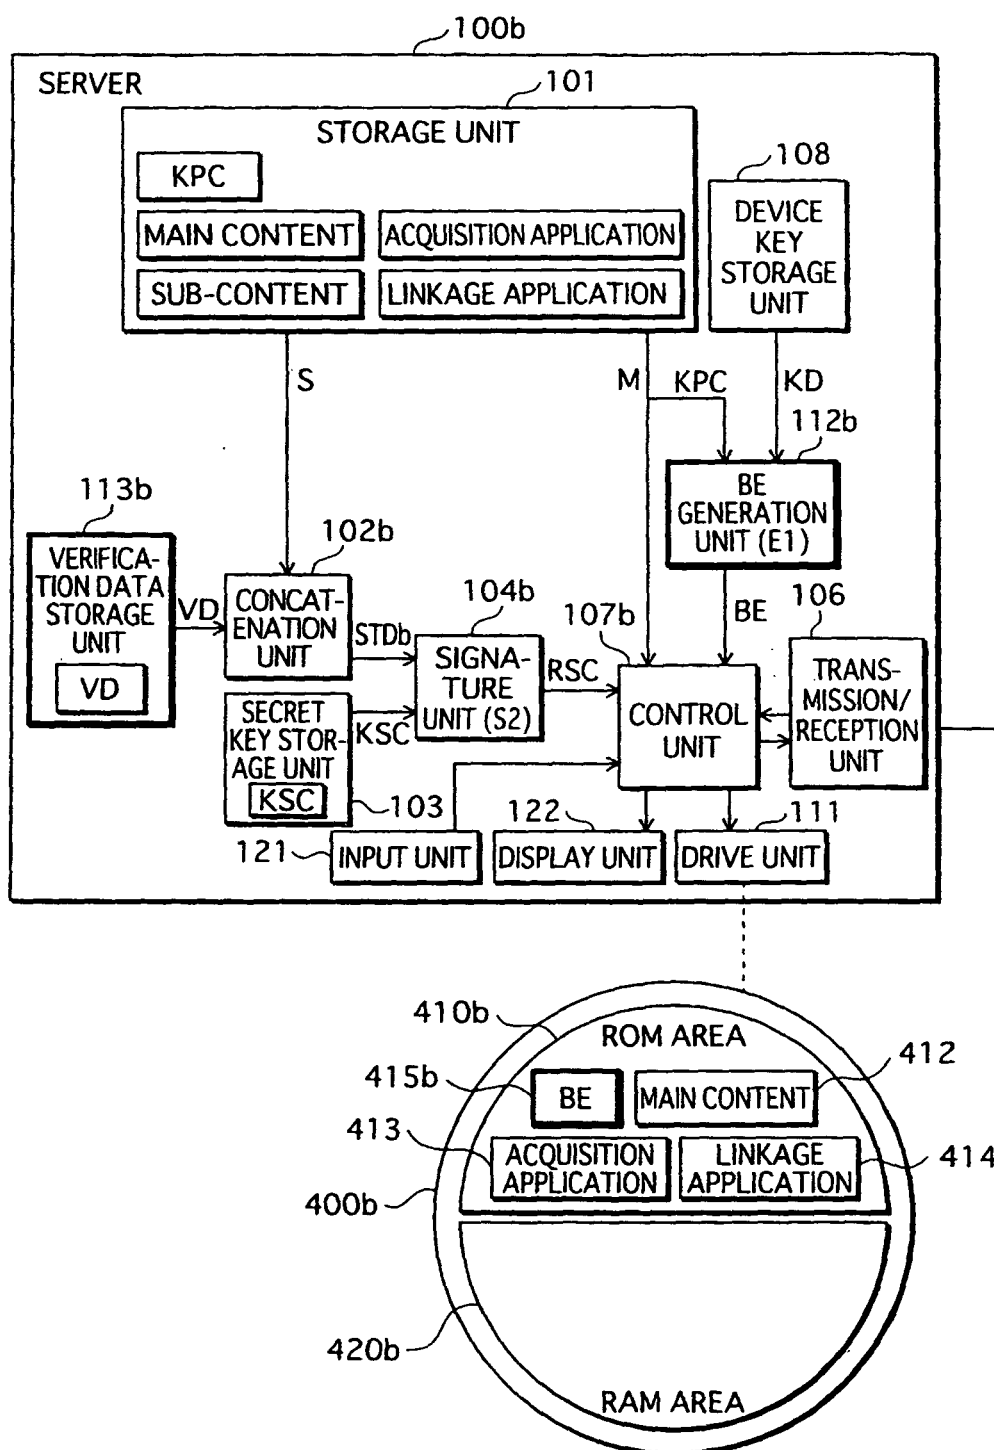 100b
SERVER
101
STORAGE UNIT
KPC
MAIN CONTENT
ACQUISITION APPLICATION
SUB-CONTENT
LINKAGE APPLICATION
108
DEVICE
KEY
STORAGE
UNIT
S
M
KPC
KD
112b
BE
GENERATION
UNIT (E1)
113b
VERIFICA-
TION DATA
STORAGE
UNIT
VD
VD
102b
CONCAT-
ENATION
UNIT
STDb
104b
SIGNA-
TURE
UNIT (S2)
RSC
107b
BE
106
CONTROL
UNIT
TRANS-
MISSION/
RECEPTION
UNIT
SECRET
KEY STOR-
AGE UNIT
KSC
KSC
103
121
INPUT UNIT
122
DISPLAY UNIT
111
DRIVE UNIT
410b
ROM AREA
412
415b
BE
MAIN CONTENT
413
ACQUISITION
APPLICATION
LINKAGE
APPLICATION
414
400b
420b
RAM AREA